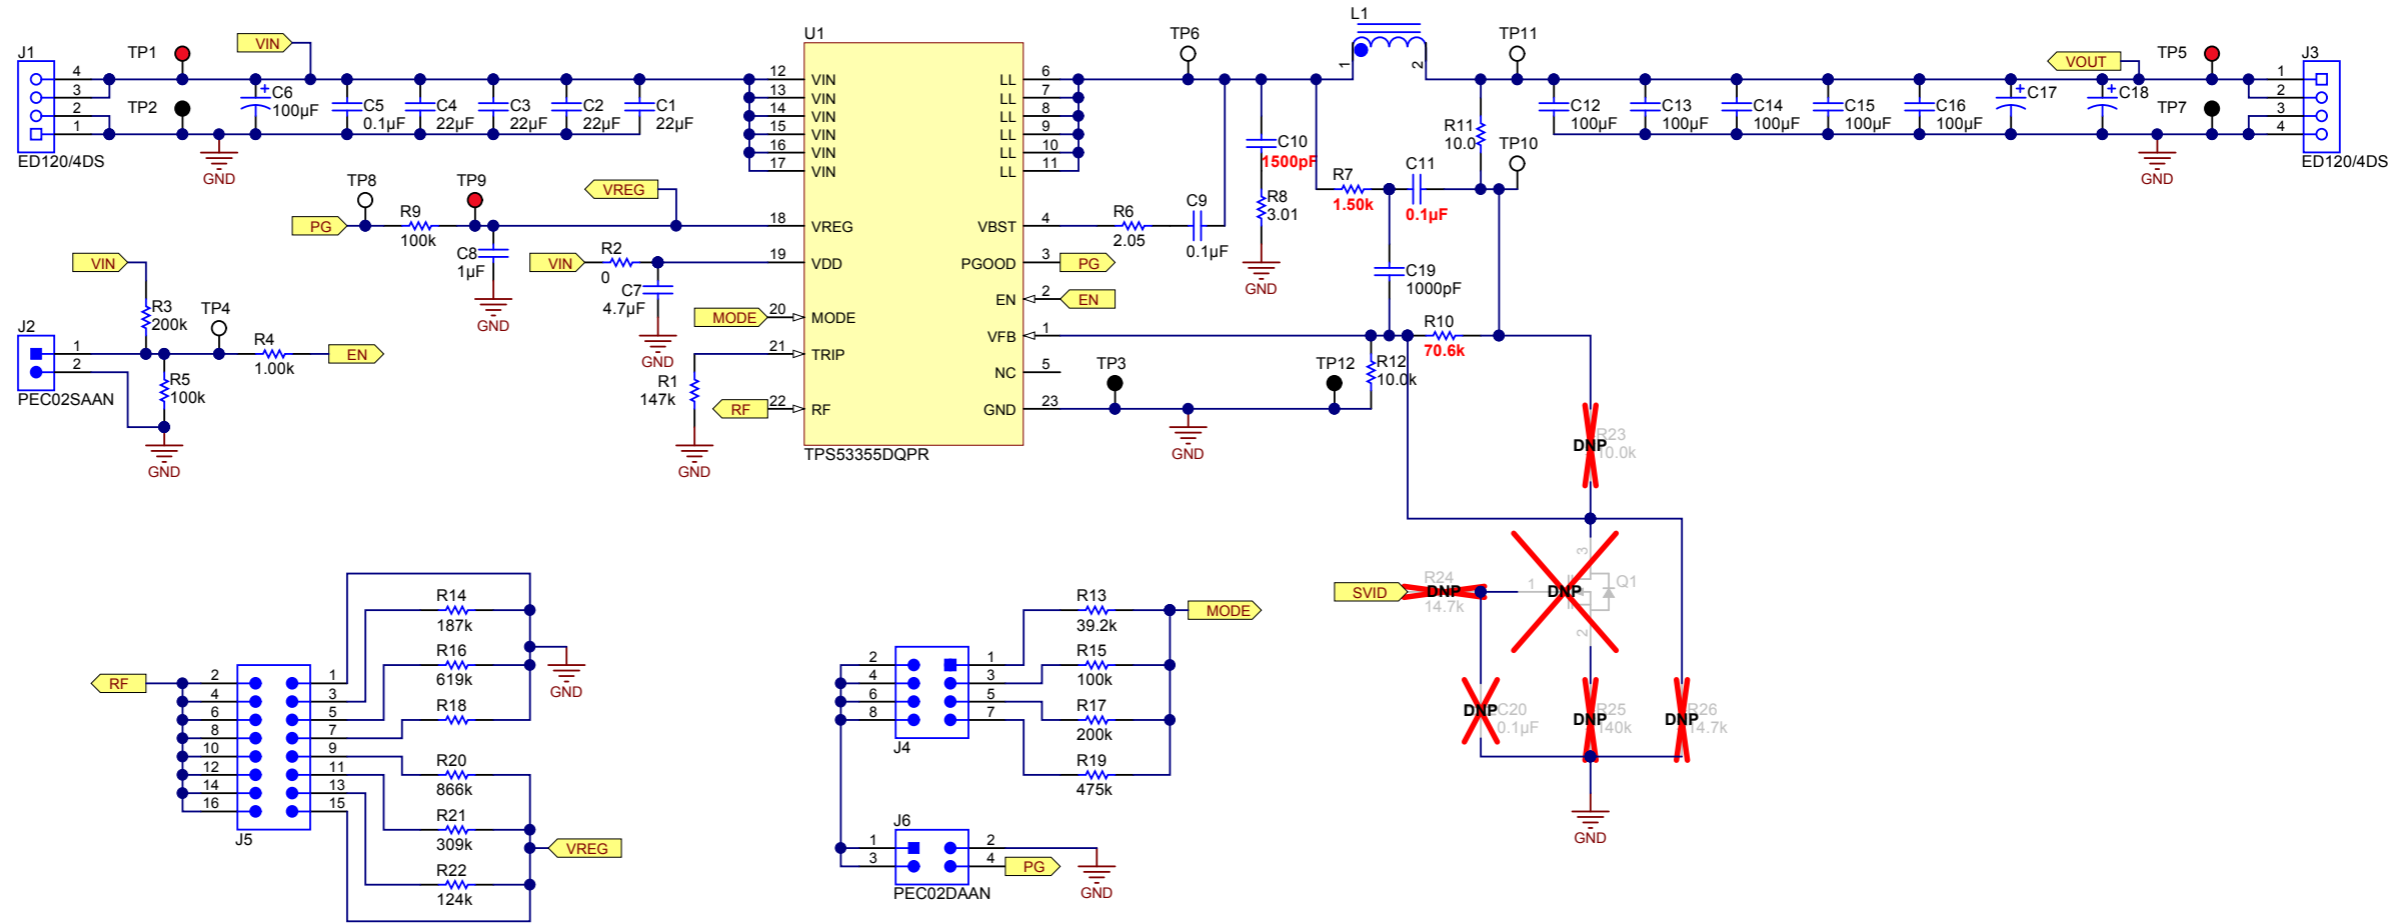 J1
4
3
2
1
ED120/4DS
TP1
TP2
VIN
+
C6
100µF
C5
0.1µF
C4
22µF
C3
22µF
C2
22µF
C1
22µF
GND
U1
12 VIN
13 VIN
14 VIN
15 VIN
16 VIN
17 VIN
18 VREG
19 VDD
20 MODE
21 TRIP
22 RF
LL 6
LL 7
LL 8
LL 9
LL 10
LL 11
VBST 4
PGOOD 3
EN 2
VFB 1
NC 5
GND 23
TPS53355DQPR
TP8
TP9
PG
R9
100k
C8
1µF
GND
VREG
VIN
R2
0
C7
4.7µF
GND
MODE
R1
147k
GND
RF
VIN
R3
200k
TP4
J2
1
2
PEC02SAAN
R4
1.00k
EN
R5
100k
GND
TP6
L1
1
2
TP11
C10
1500pF
R8
3.01
GND
R6
2.05
C9
0.1µF
PG
EN
R7
1.50k
C11
0.1µF
R11
10.0
TP10
C19
1000pF
R10
70.6k
R12
10.0k
TP3
TP12
GND
C12
100µF
C13
100µF
C14
100µF
C15
100µF
C16
100µF
+
C17
+
C18
VOUT
TP5
TP7
GND
J3
1
2
3
4
ED120/4DS
DNP
R23
10.0k
SVID
R24
DNP
14.7k
1
3
2
DNP
Q1
DNP
C20
0.1µF
DNP
R25
140k
DNP
R26
14.7k
GND
R14
187k
R16
619k
R18
R20
866k
R21
309k
R22
124k
GND
VREG
RF
2
4
6
8
10
12
14
16
1
3
5
7
9
11
13
15
J5
R13
39.2k
R15
100k
R17
200k
R19
475k
MODE
2
4
6
8
1
3
5
7
J4
J6
1
3
2
4
PG
PEC02DAAN
GND